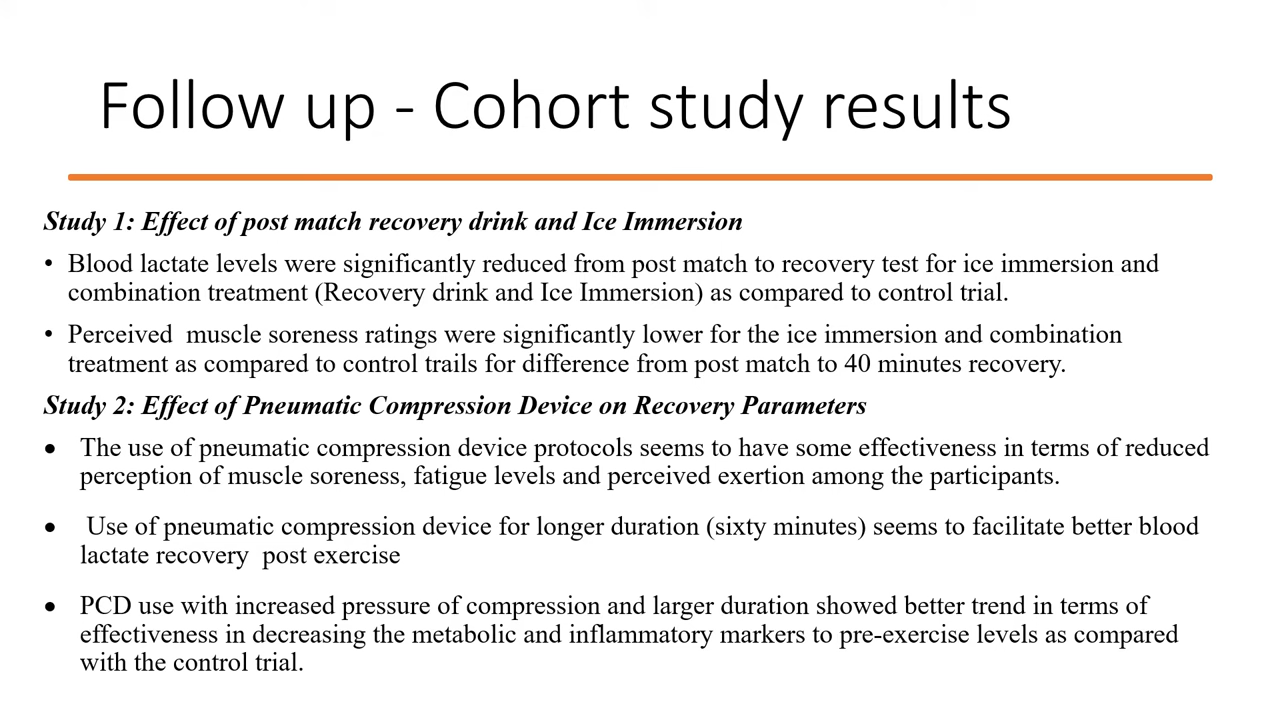 Follow up - Cohort study results
Study 1: Effect of post match recovery drink and Ice Immersion
• Blood lactate levels were significantly reduced from post match to recovery test for ice immersion and
combination treatment (Recovery drink and Ice Immersion) as compared to control trial.
• Perceived  muscle soreness ratings were significantly lower for the ice immersion and combination
treatment as compared to control trails for difference from post match to 40 minutes recovery.
Study 2: Effect of Pneumatic Compression Device on Recovery Parameters
• The use of pneumatic compression device protocols seems to have some effectiveness in terms of reduced
perception of muscle soreness, fatigue levels and perceived exertion among the participants.
• Use of pneumatic compression device for longer duration (sixty minutes) seems to facilitate better blood
lactate recovery  post exercise
• PCD use with increased pressure of compression and larger duration showed better trend in terms of
effectiveness in decreasing the metabolic and inflammatory markers to pre-exercise levels as compared
with the control trial.